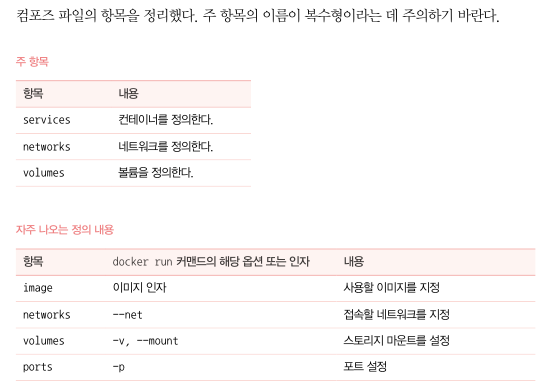 컴포즈 파일의 항목을 정리했다. 주 항목의 이름이 복수형이라는 데 주의하기 바란다.
주 항목
항목 내용
services 컨테이너를 정의한다.
networks 네트워크를 정의한다.
volumes 볼륨을 정의한다.
자주 나오는 정의 내용
항목 docker run 커맨드의 해당 옵션 또는 인자 내용
image 이미지 인자 사용할 이미지를 지정
networks --net 접속할 네트워크를 지정
volumes -v, --mount 스토리지 마운트를 설정
ports -p 포트 설정